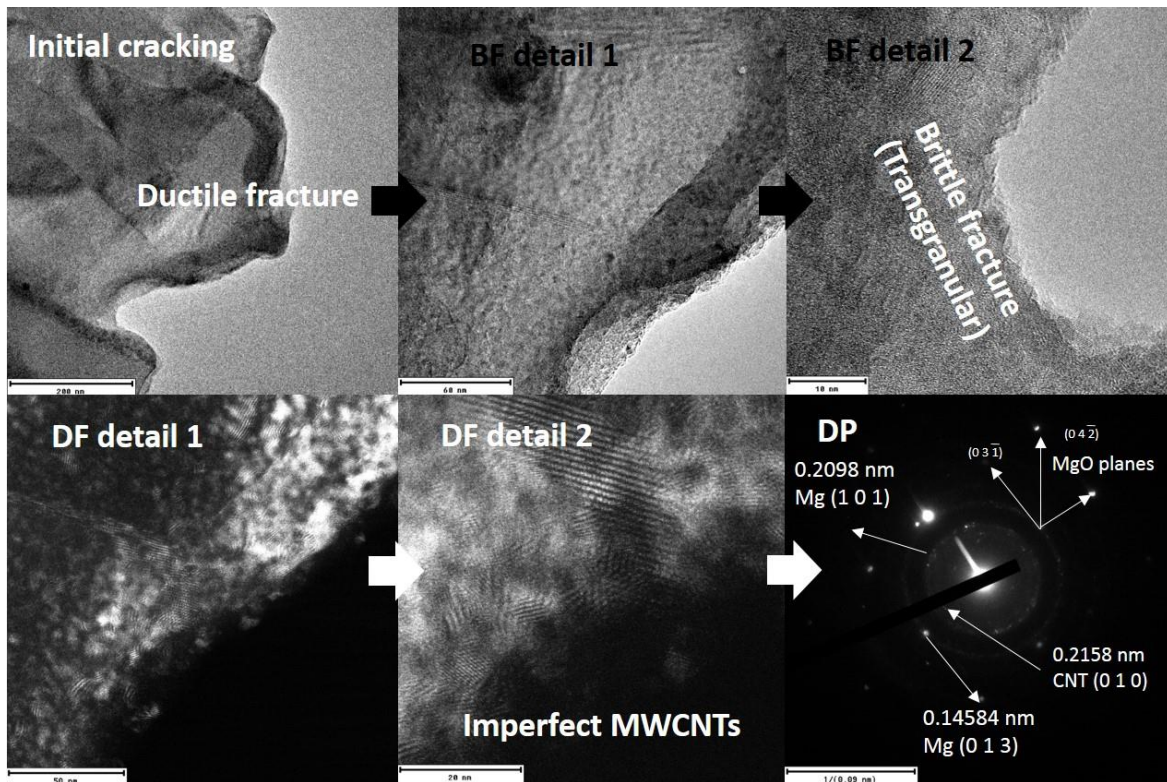 Initial cracking
Ductile fracture
200 nm
BF detail 1
60 nm
BF detail 2
Brittle fracture
(Transgranular)
10 nm
DF detail 1
50 nm
DF detail 2
Imperfect MWCNTs
20 nm
DP
(0 4 2̅)
(0 3 1̅)
MgO planes
0.2098 nm
Mg (1 0 1)
0.2158 nm
CNT (0 1 0)
0.14584 nm
Mg (0 1 3)
1/(0.09 nm)